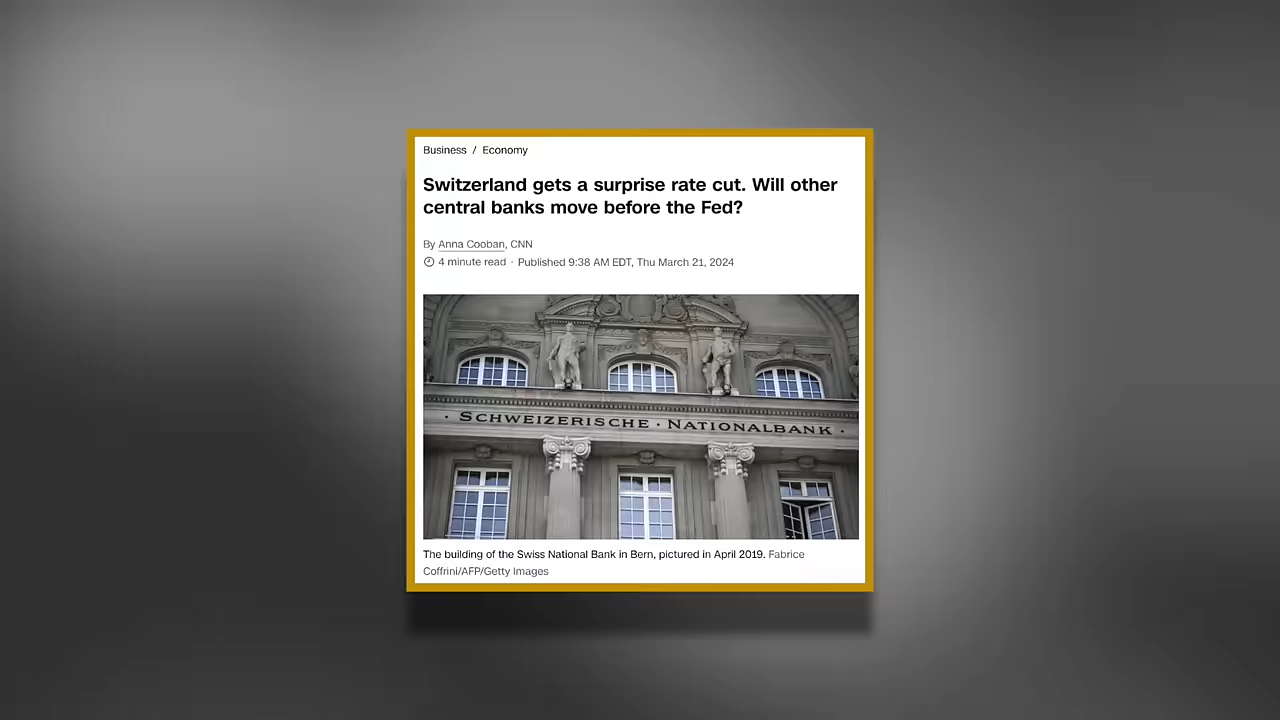 Business / Economy
Switzerland gets a surprise rate cut. Will other
central banks move before the Fed?
By Anna Cooban, CNN
4 minute read · Published 9:38 AM EDT, Thu March 21, 2024
· SCHWEIZERISCHE · NATIONALBANK ·
The building of the Swiss National Bank in Bern, pictured in April 2019. Fabrice
Coffrini/AFP/Getty Images